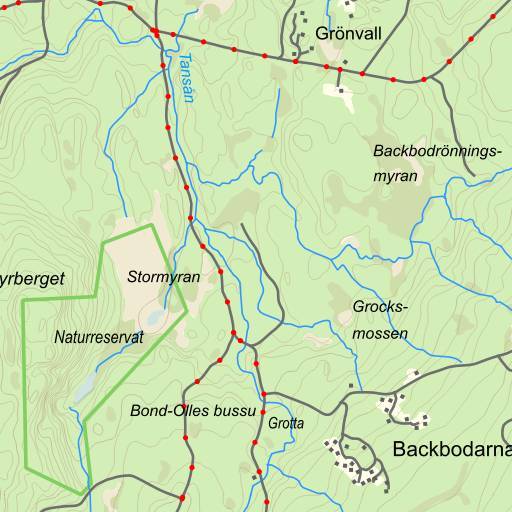 Grönvall
Tansån
Backbodrönnings-
myran
yrberget
Stormyran
Grocks-
mossen
Naturreservat
Bond-Olles bussu
Grotta
Backbodarna